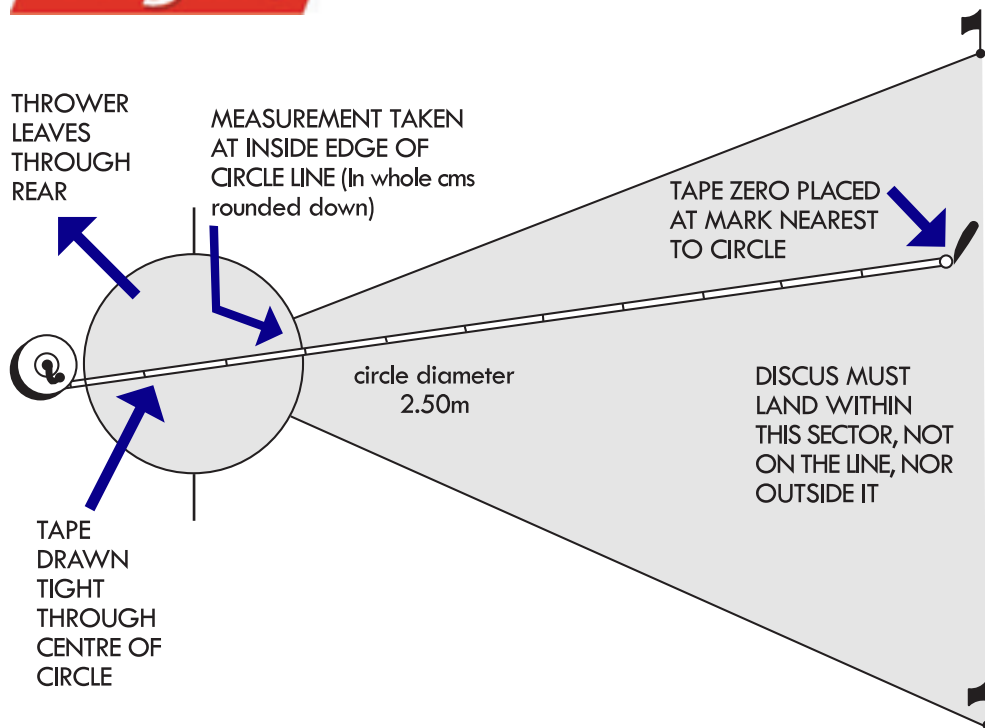 THROWER
LEAVES
THROUGH
REAR
MEASUREMENT TAKEN
AT INSIDE EDGE OF
CIRCLE LINE (In whole cms
rounded down)
TAPE ZERO PLACED
AT MARK NEAREST
TO CIRCLE
circle diameter
2.50m
DISCUS MUST
LAND WITHIN
THIS SECTOR, NOT
ON THE LINE, NOR
OUTSIDE IT
TAPE
DRAWN
TIGHT
THROUGH
CENTRE OF
CIRCLE